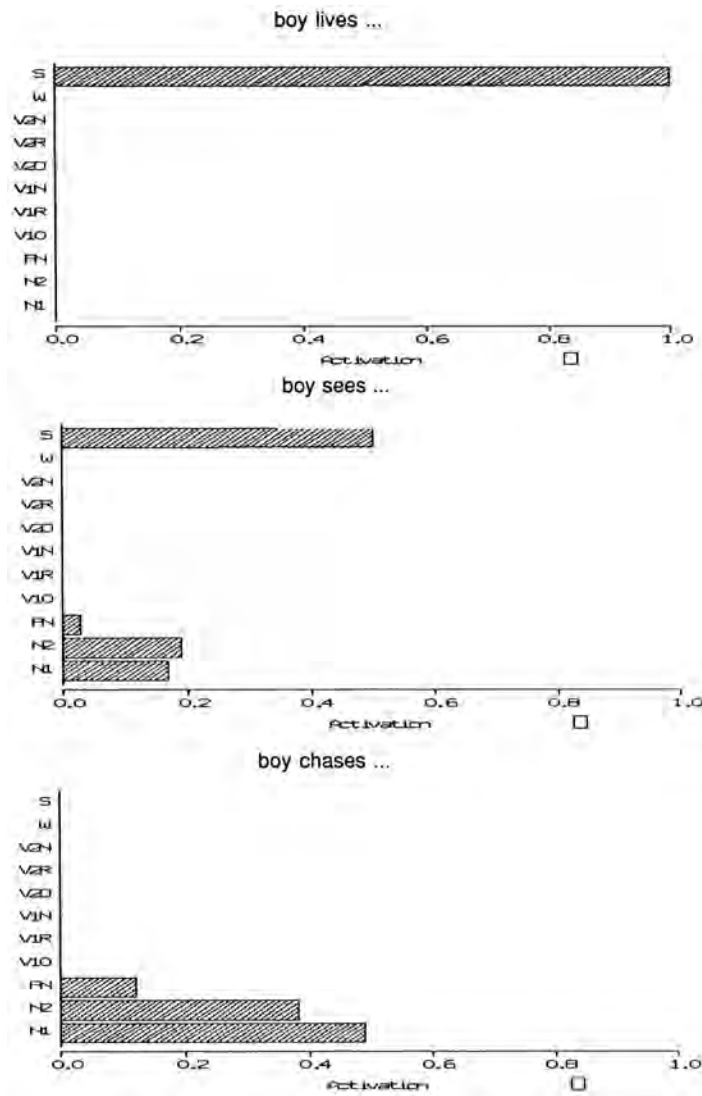 boy lives ...
S
W
V2N
V2R
V2O
V1N
V1R
V1O
PN
N2
N1
0.0 0.2 0.4 0.6 0.8 1.0
Activation
boy sees ...
S
W
V2N
V2R
V2O
V1N
V1R
V1O
PN
N2
N1
0.0 0.2 0.4 0.6 0.8 1.0
Activation
boy chases ...
S
W
V2N
V2R
V2O
V1N
V1R
V1O
PN
N2
N1
0.0 0.2 0.4 0.6 0.8 1.0
Activation